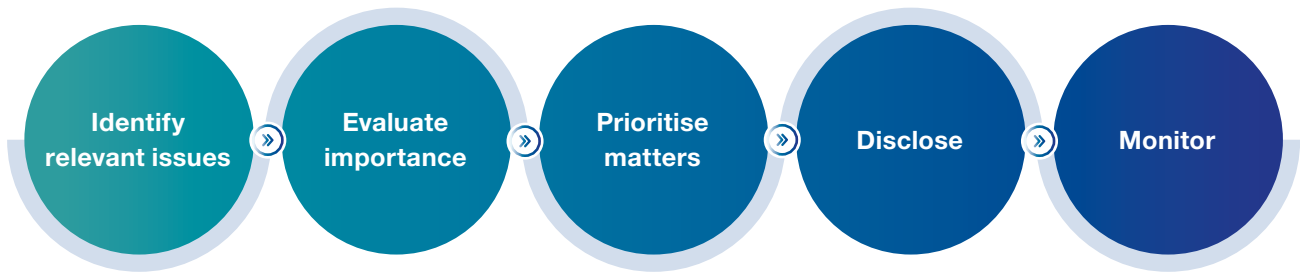 Identify
relevant issues
Evaluate
importance
Prioritise
matters
Disclose
Monitor